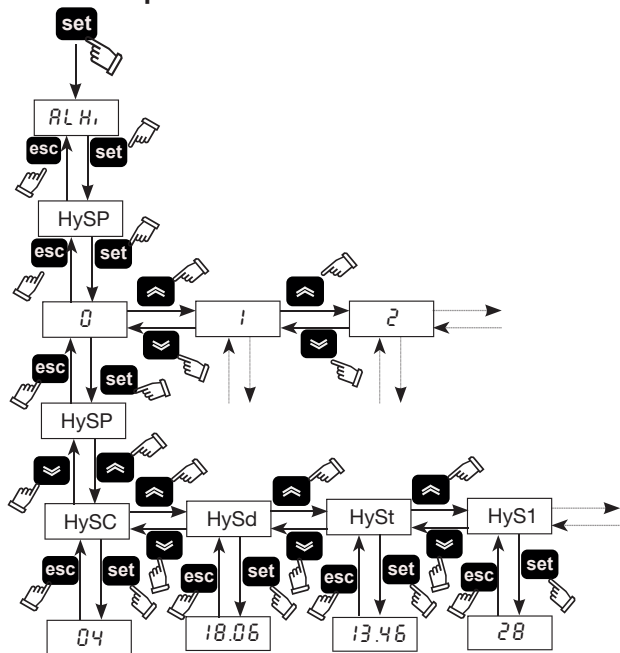 set
ALHi
esc set
HySP
esc set
0 1 2
esc set
HySP
HySC HySd HySt HyS1
esc set esc set esc set esc set
04 18.06 13.46 28